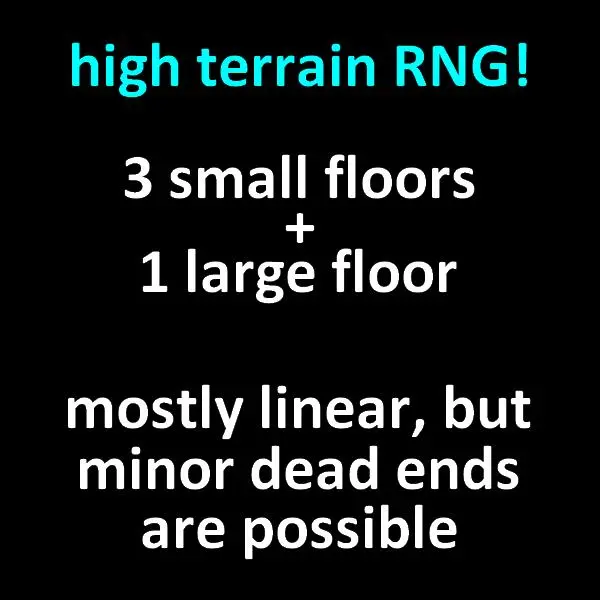 high terrain RNG!
3 small floors
+
1 large floor
mostly linear, but
minor dead ends
are possible